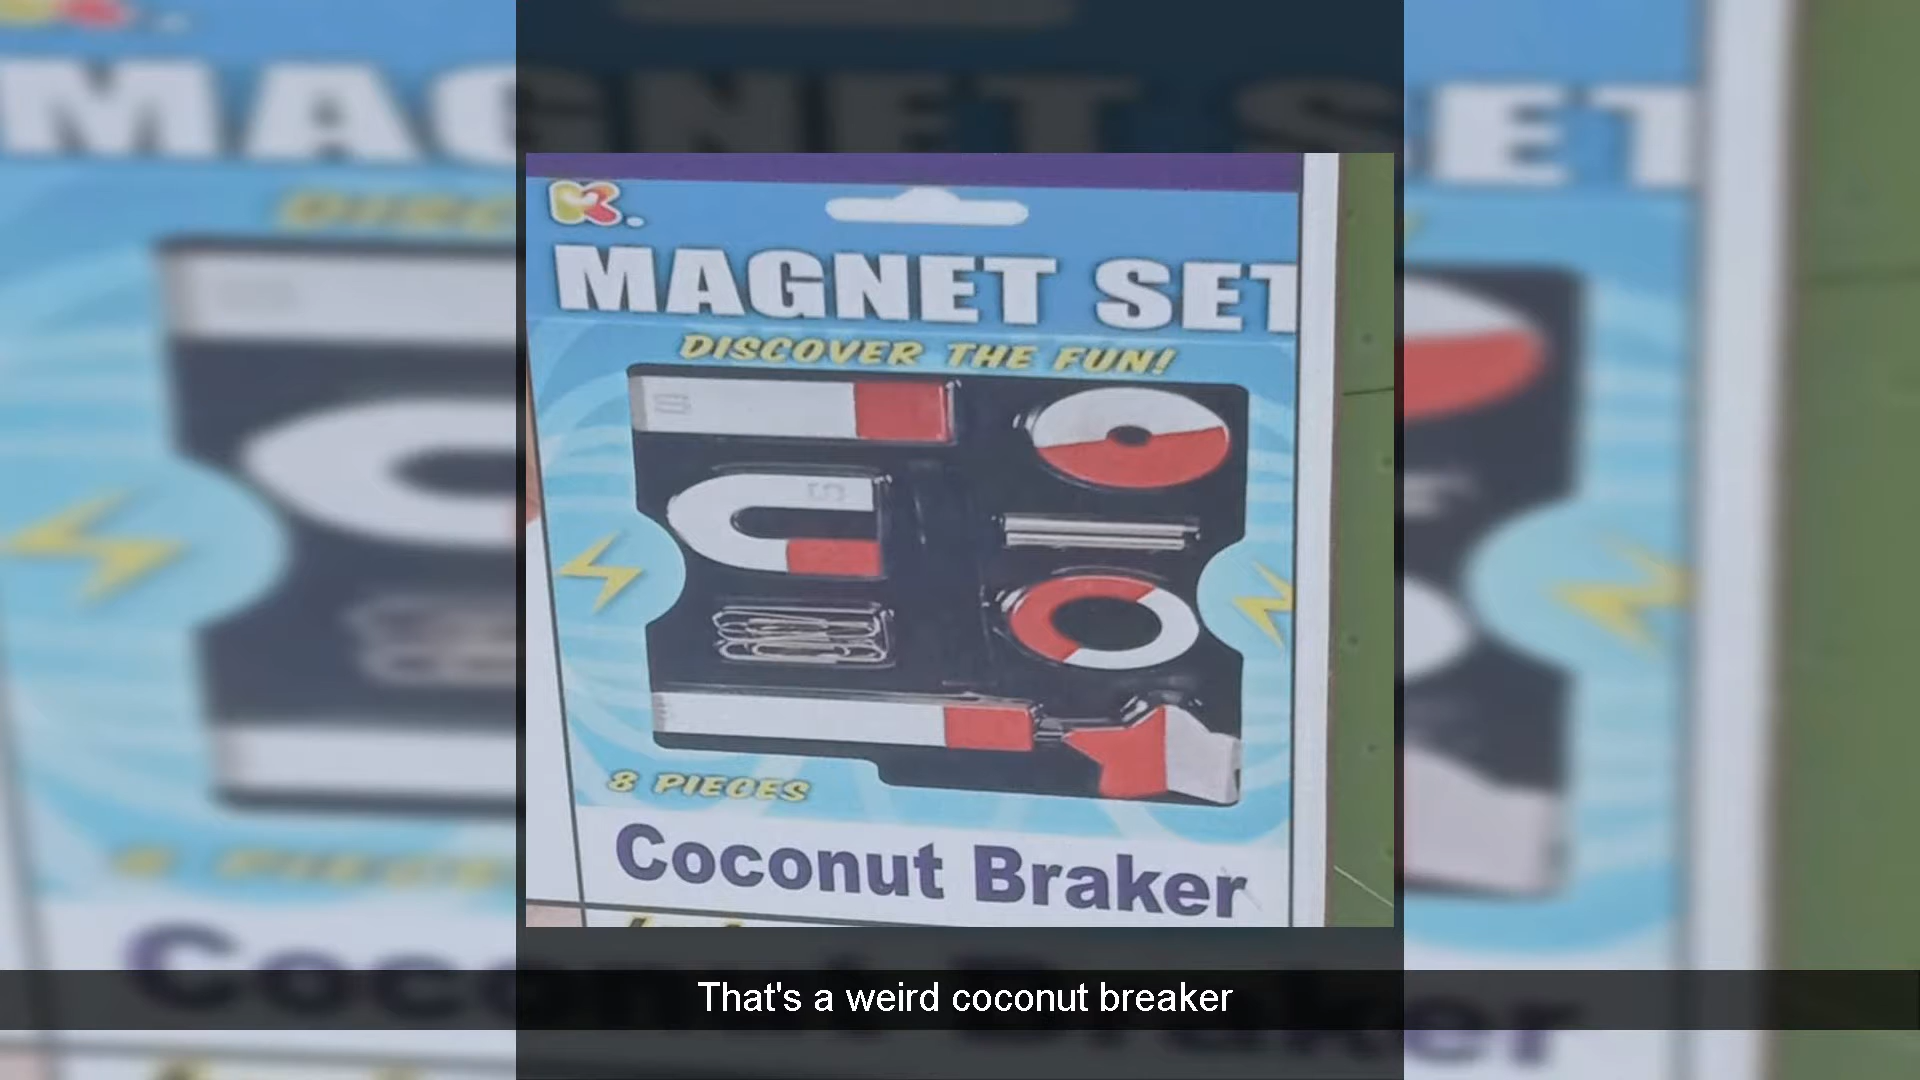 K.
MAGNET SET
DISCOVER THE FUN!
8 PIECES
Coconut Braker
That's a weird coconut breaker